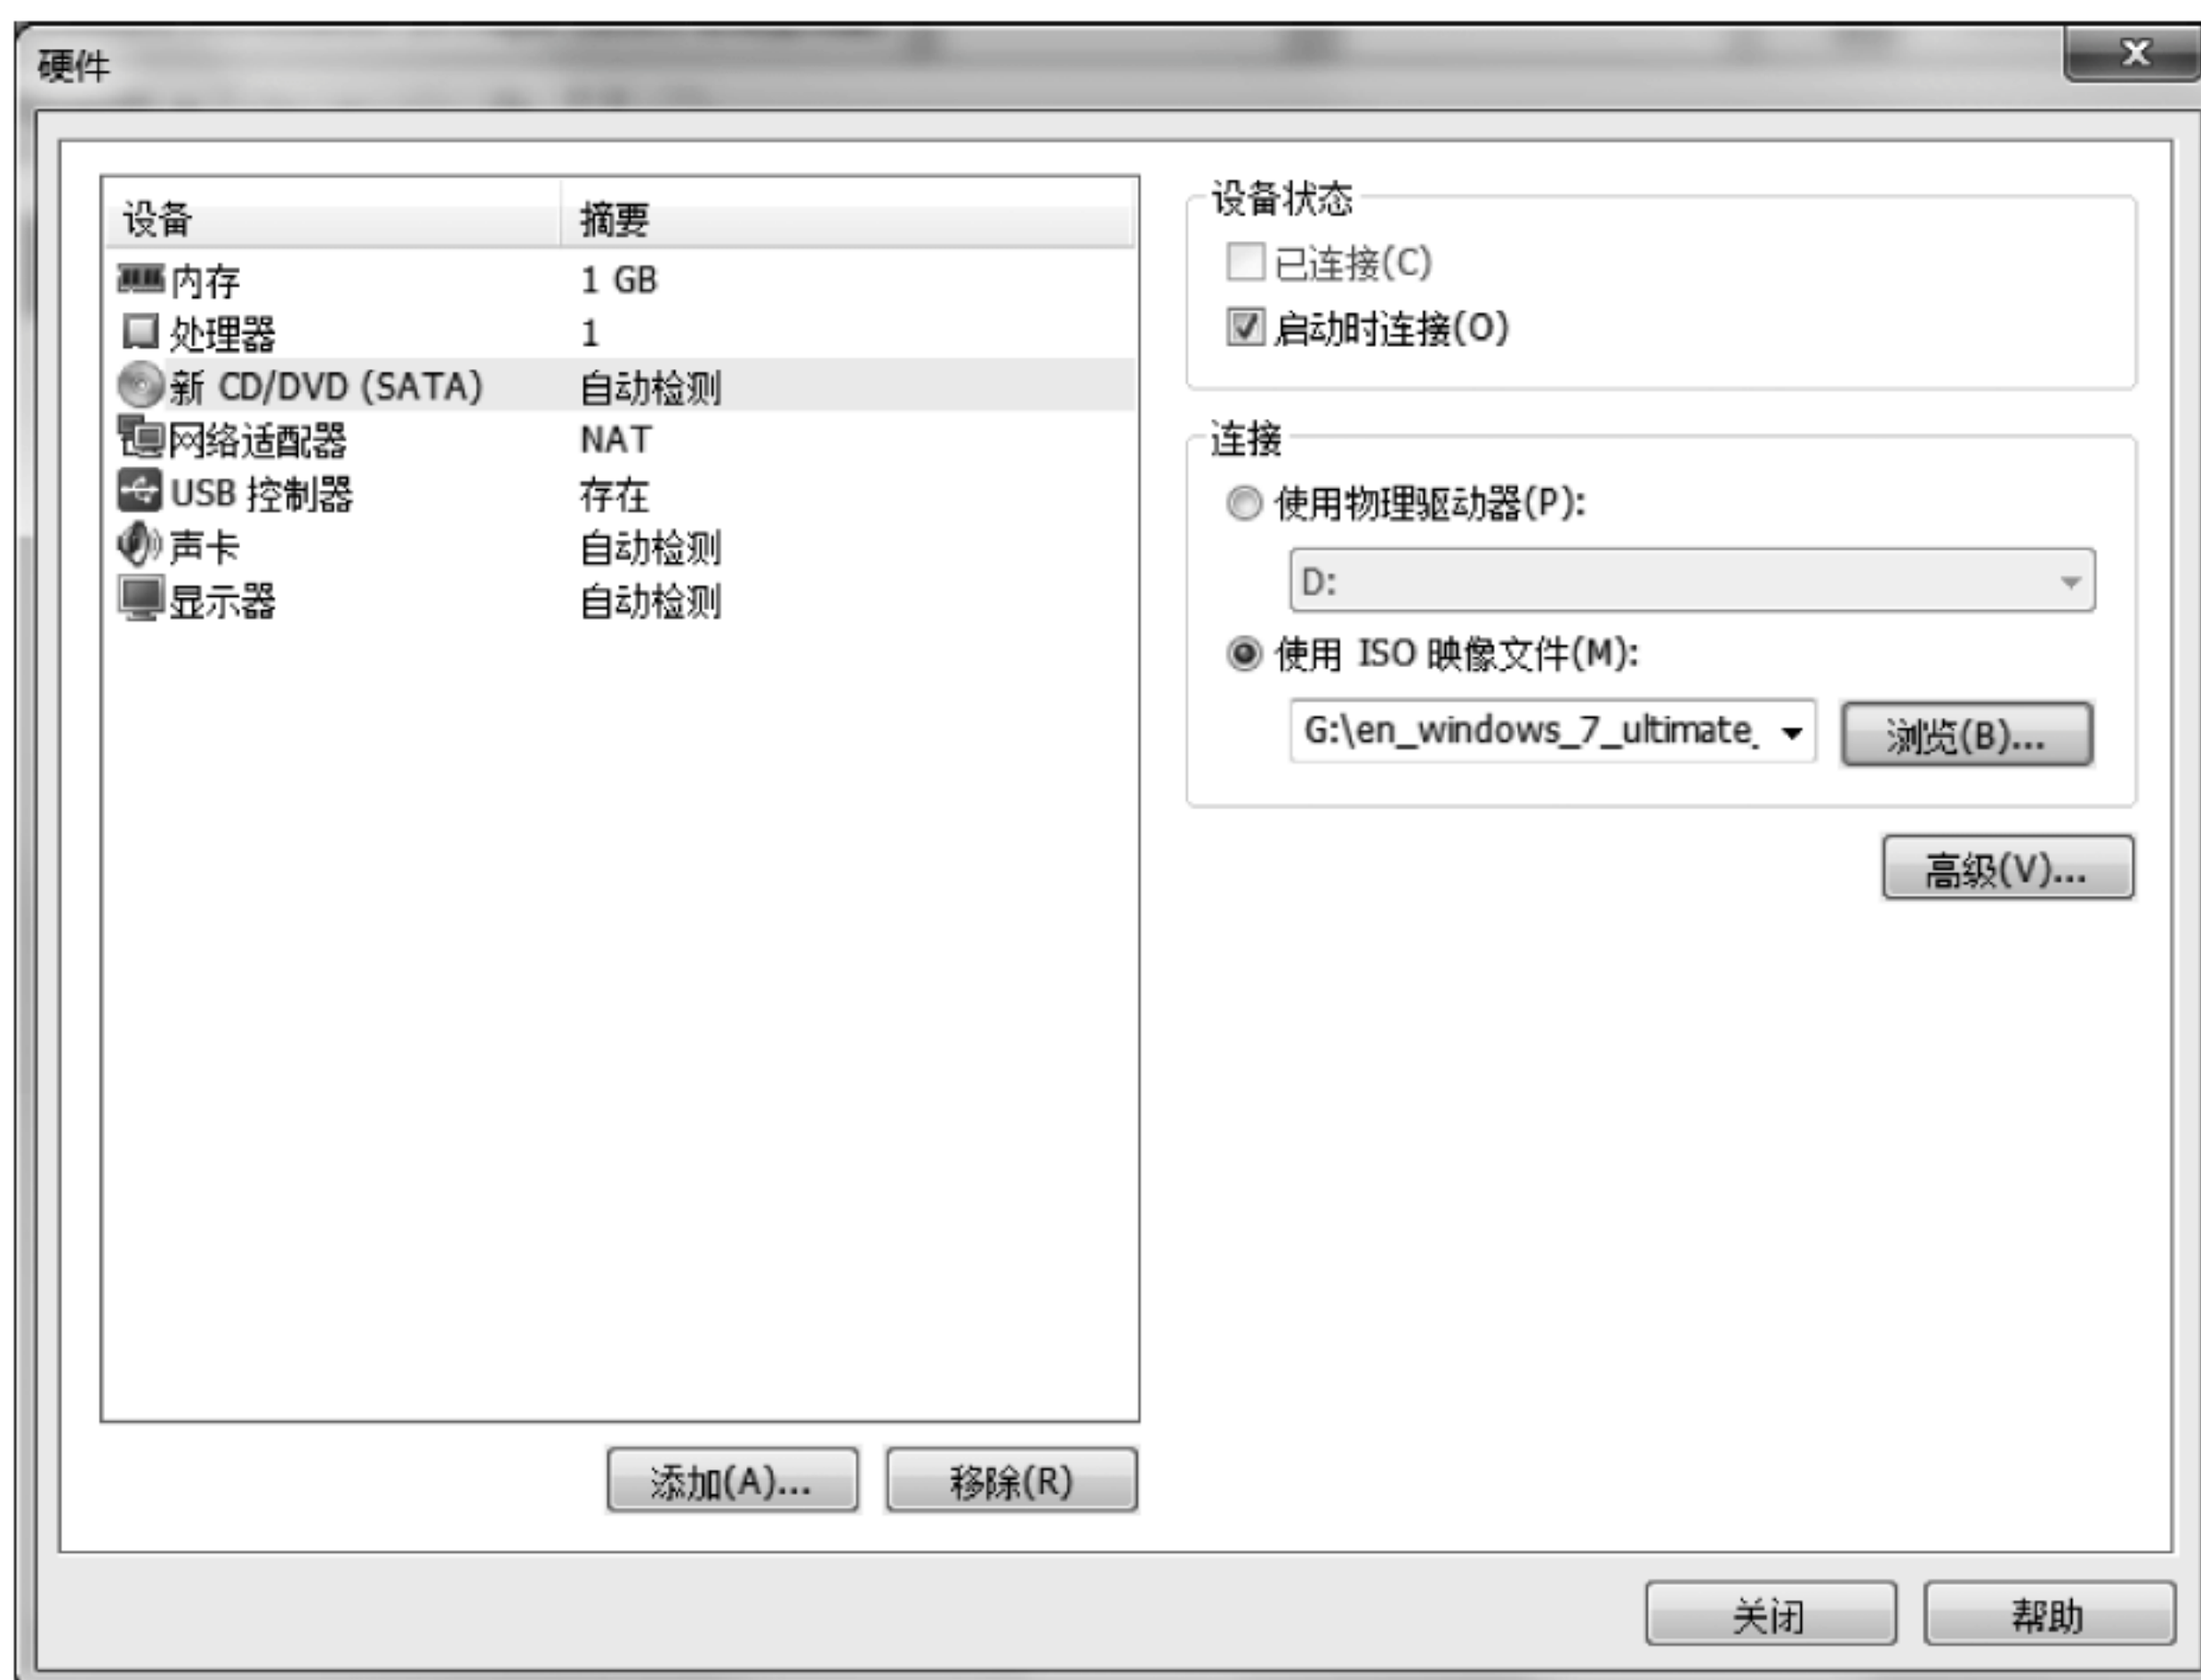 硬件
设备 摘要
内存 1 GB
处理器 1
新 CD/DVD (SATA) 自动检测
网络适配器 NAT
USB 控制器 存在
声卡 自动检测
显示器 自动检测
添加(A)... 移除(R)
设备状态
已连接(C)
启动时连接(O)
连接
使用物理驱动器(P):
D:
使用 ISO 映像文件(M):
G:\en_windows_7_ultimate_ 浏览(B)...
高级(V)...
关闭 帮助